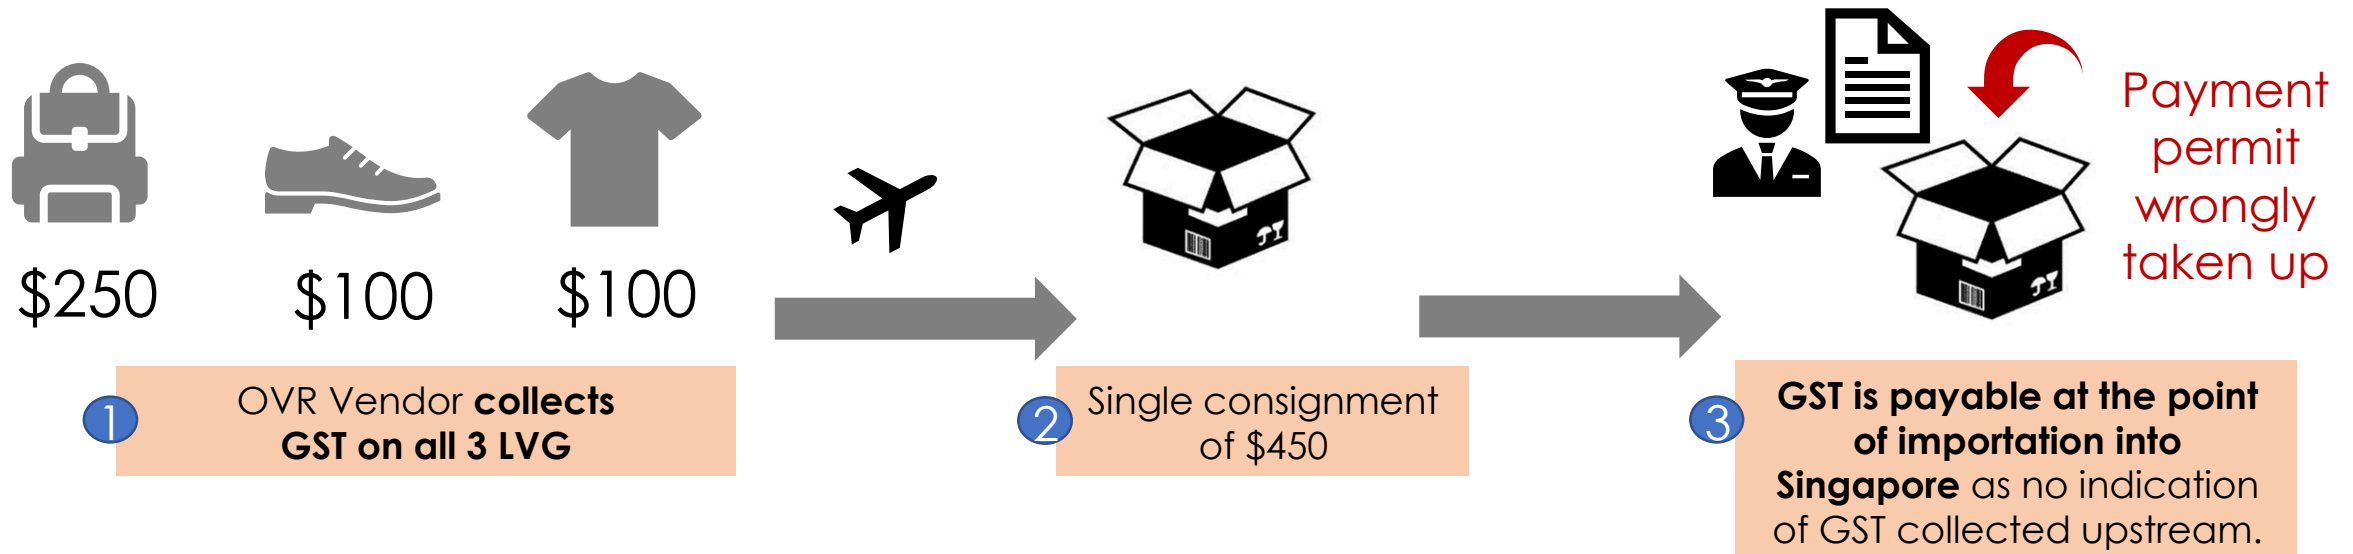 $250
$100
$100
Payment
permit
wrongly
taken up
1
OVR Vendor collects
GST on all 3 LVG
2
Single consignment
of $450
3
GST is payable at the point
of importation into
Singapore as no indication
of GST collected upstream.